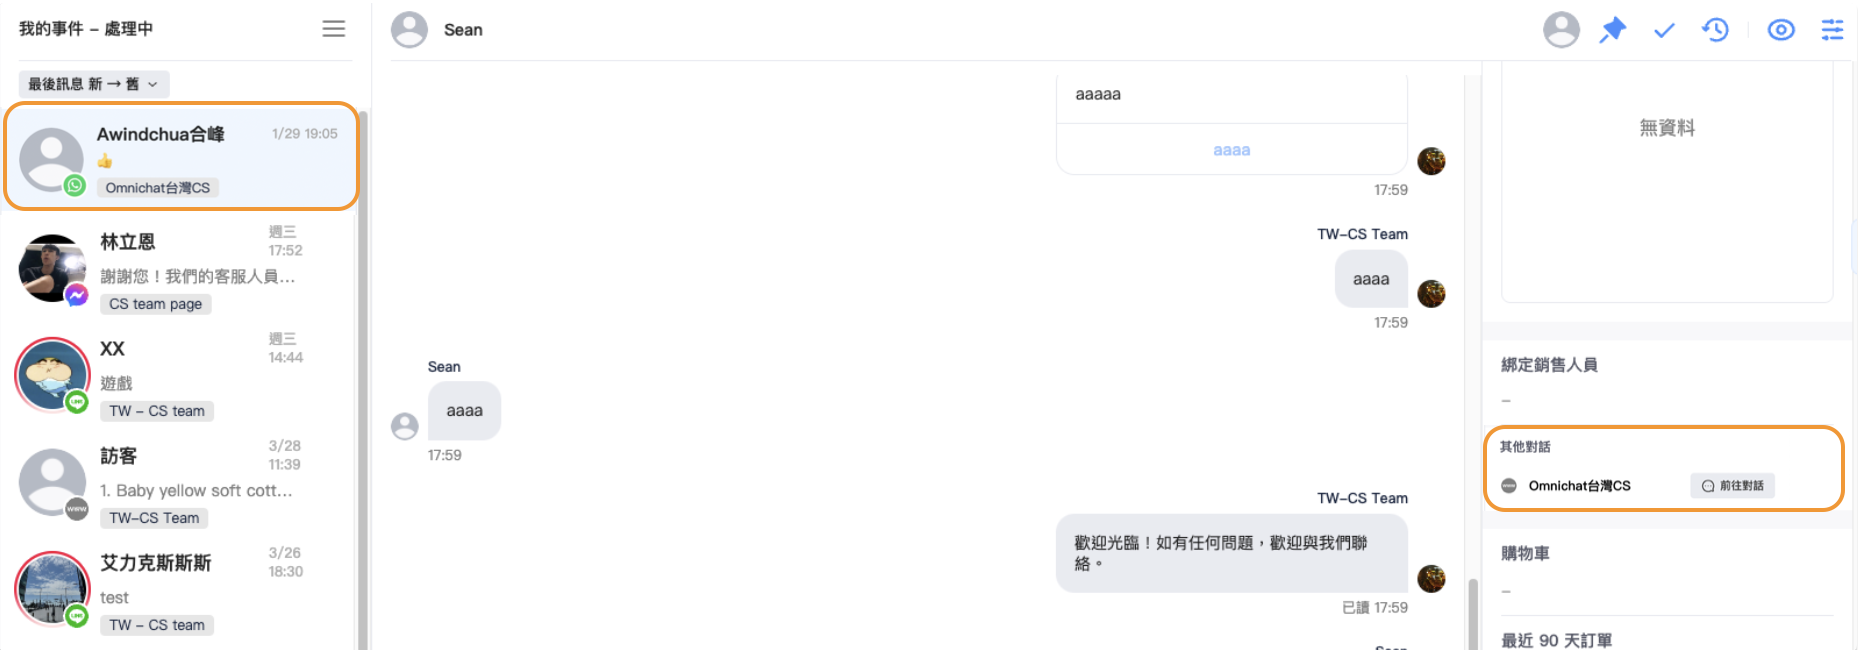 我的事件 – 處理中
最後訊息 新 → 舊
Awindchua合峰
1/29 19:05
👍
Omnichat台灣CS
林立恩
週三
17:52
謝謝您！我們的客服人員...
CS team page
XX
週三
14:44
遊戲
TW – CS team
訪客
3/28
11:39
1. Baby yellow soft cott...
www
TW–CS Team
艾力克斯斯斯
3/26
18:30
test
TW – CS team
Sean
aaaaa
aaaa
17:59
TW–CS Team
aaaa
17:59
Sean
aaaa
17:59
TW–CS Team
歡迎光臨！如有任何問題，歡迎與我們聯
絡。
已讀 17:59
無資料
綁定銷售人員
–
其他對話
Omnichat台灣CS
前往對話
購物車
–
最近 90 天訂單